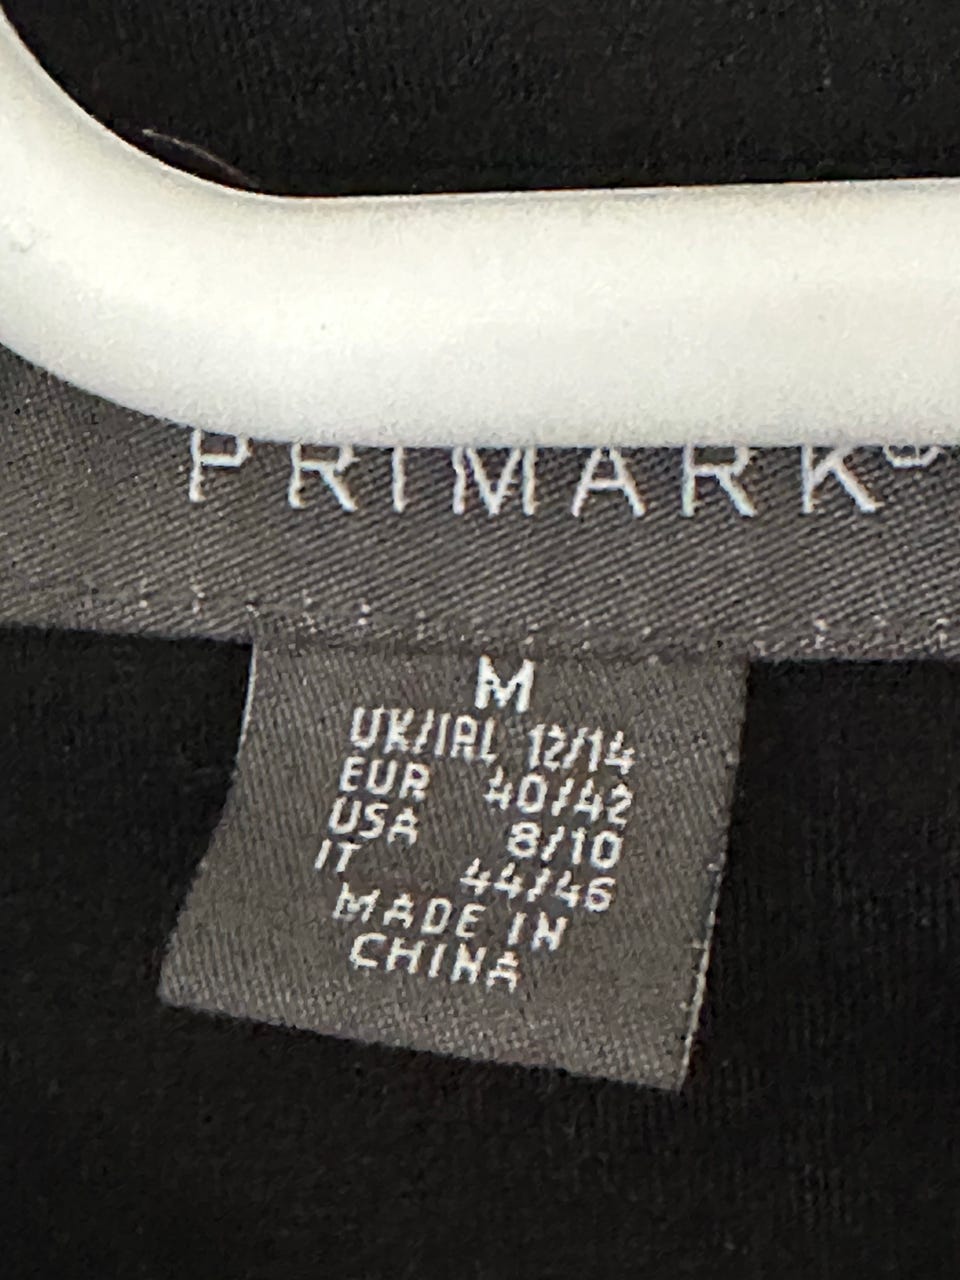 PRIMARK®
M
UK/IRL 12/14
EUR 40/42
USA 8/10
IT 44/46
MADE IN
CHINA